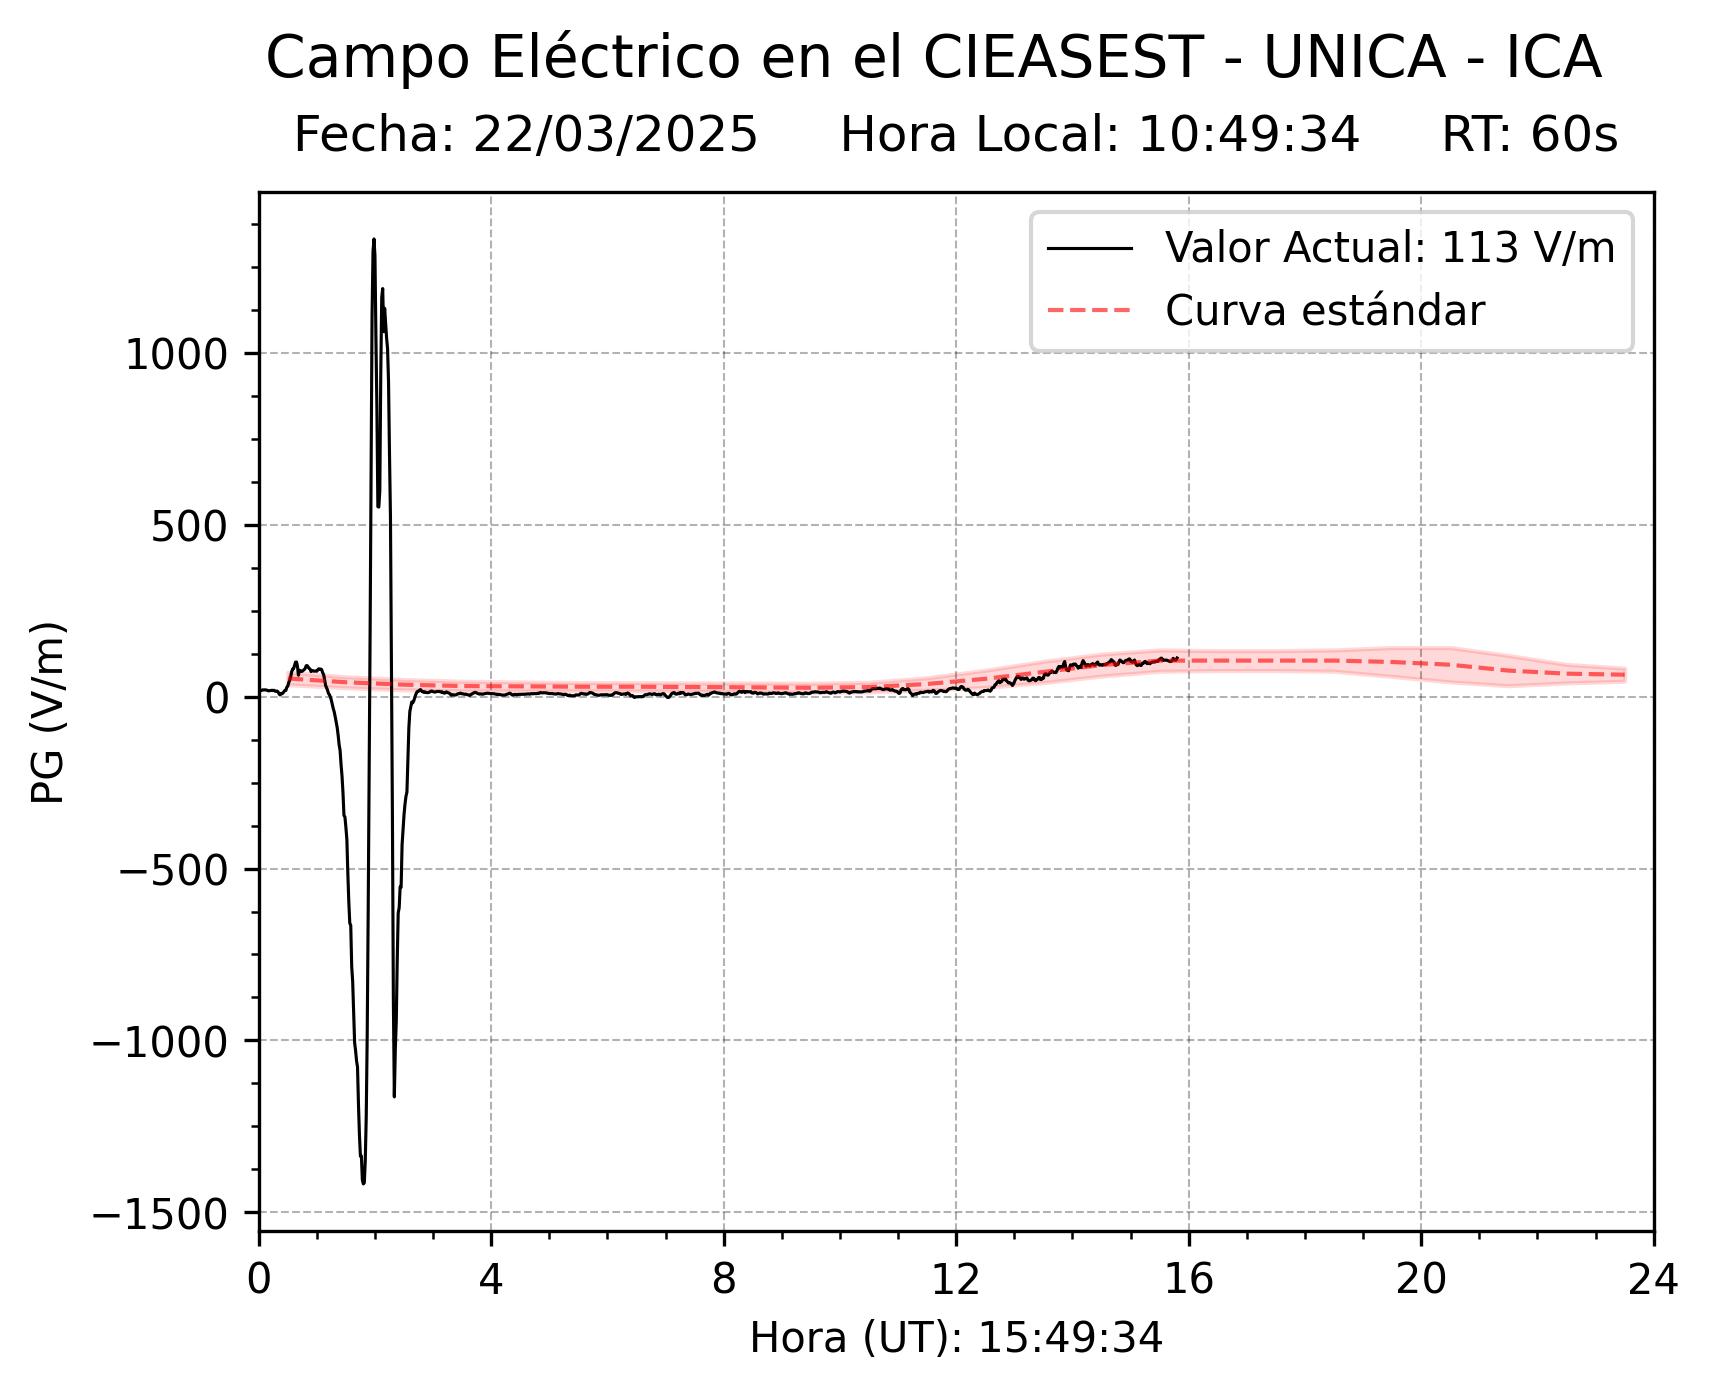 Campo Eléctrico en el CIEASEST - UNICA - ICA
Fecha: 22/03/2025 Hora Local: 10:49:34 RT: 60s
Valor Actual: 113 V/m
Curva estándar
PG (V/m)
1000
500
0
−500
−1000
−1500
0 4 8 12 16 20 24
Hora (UT): 15:49:34